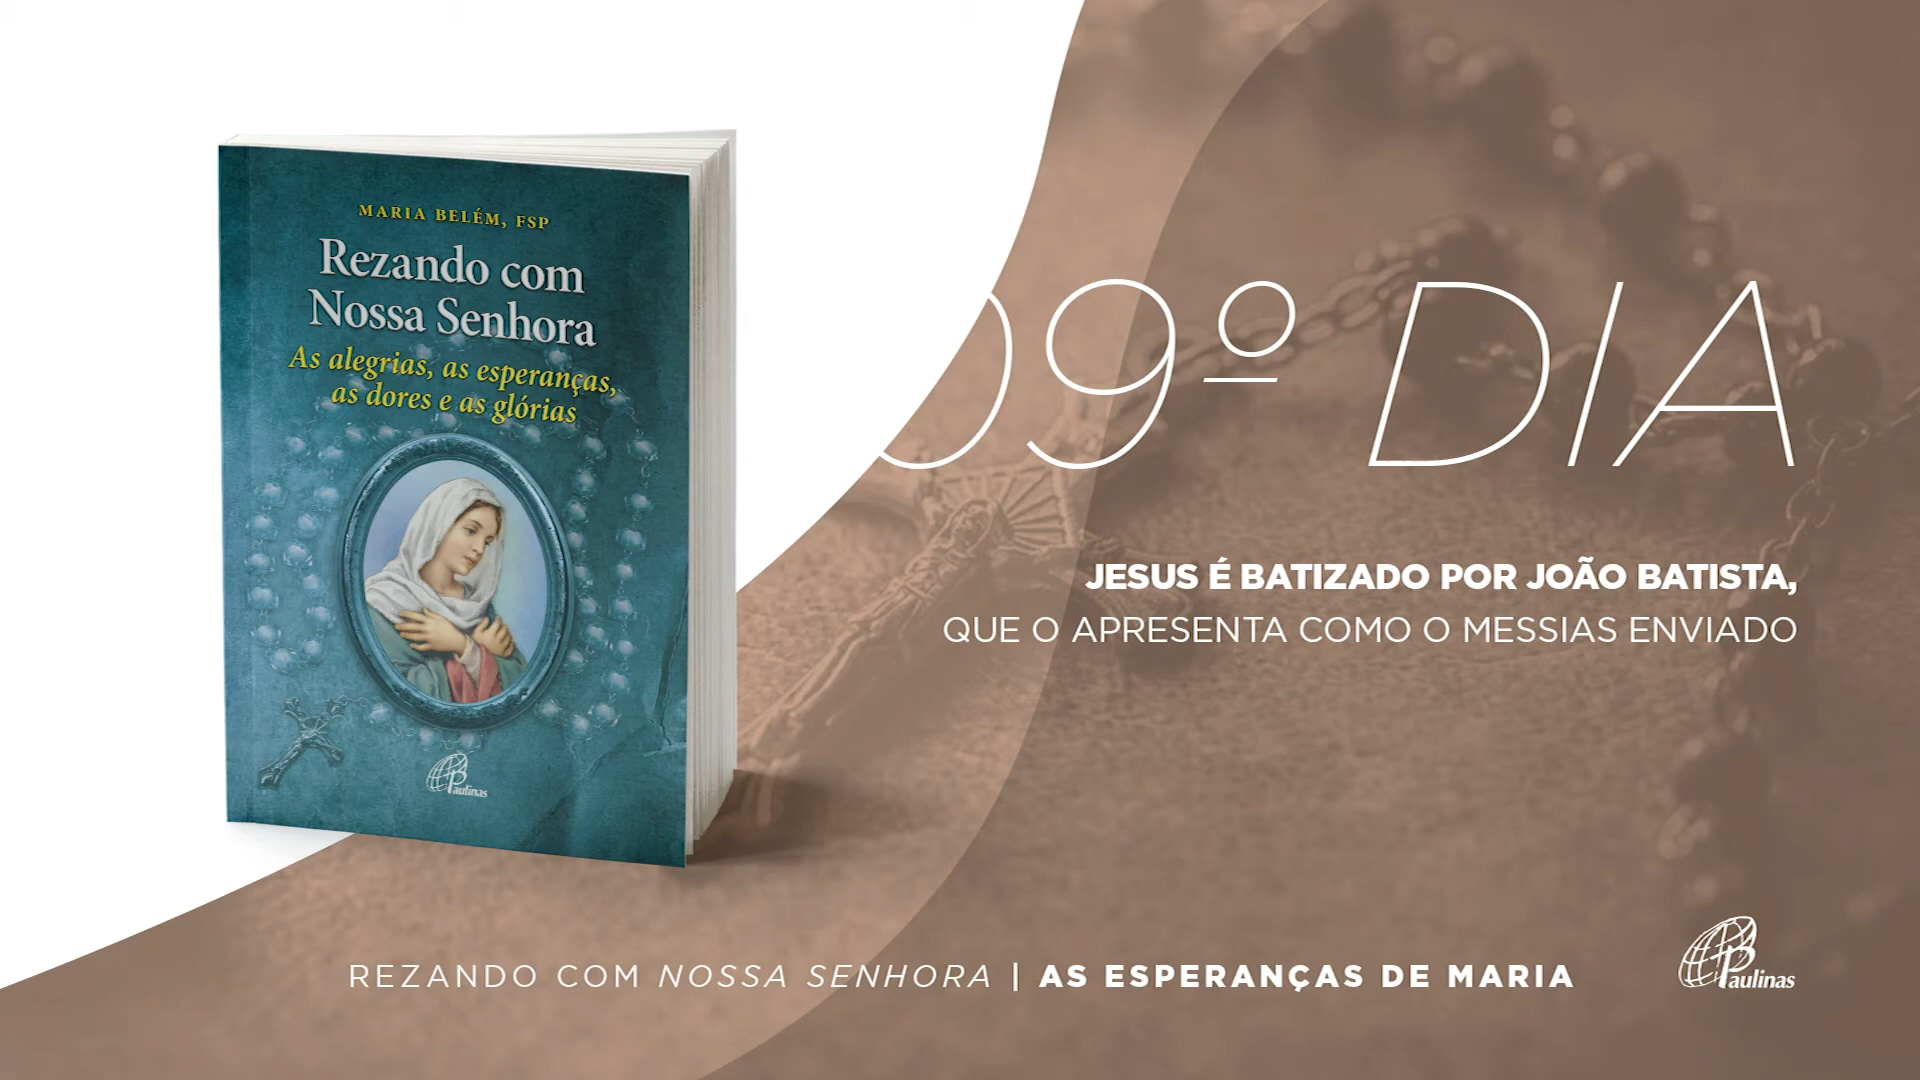 MARIA BELÉM, FSP
Rezando com
Nossa Senhora
As alegrias, as esperanças,
as dores e as glórias
Paulinas
09º DIA
JESUS É BATIZADO POR JOÃO BATISTA,
QUE O APRESENTA COMO O MESSIAS ENVIADO
REZANDO COM NOSSA SENHORA | AS ESPERANÇAS DE MARIA
Paulinas